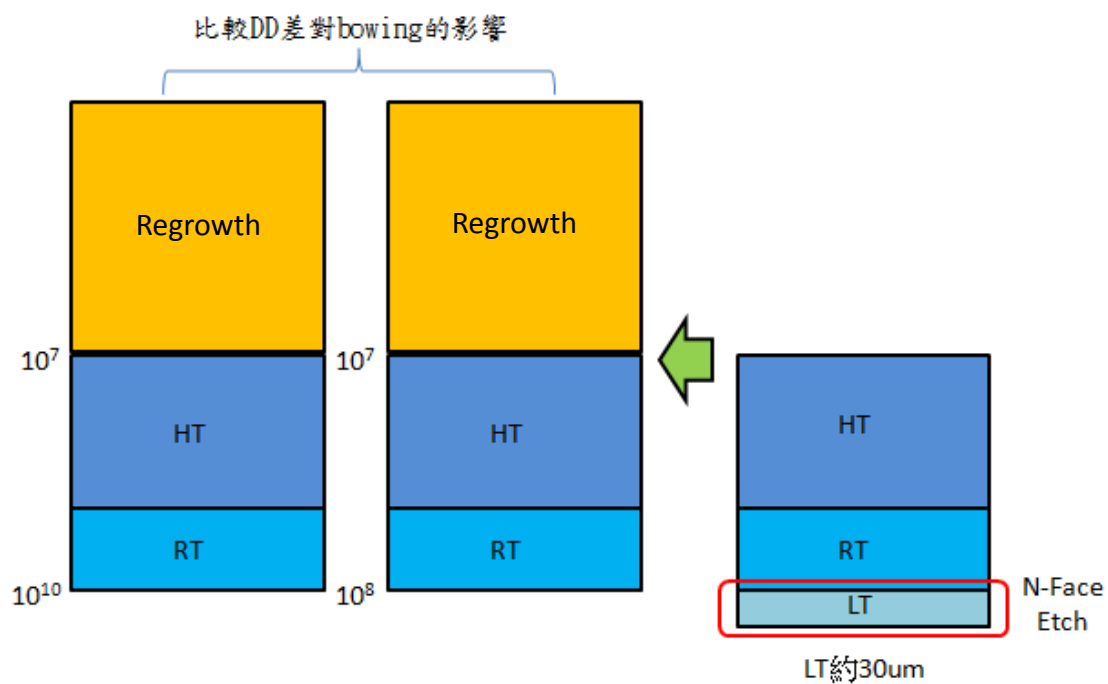 比較DD差對bowing的影響
Regrowth
Regrowth
10⁷
10⁷
HT
HT
HT
RT
RT
RT
10¹⁰
10⁸
LT
N-Face
Etch
LT約30um